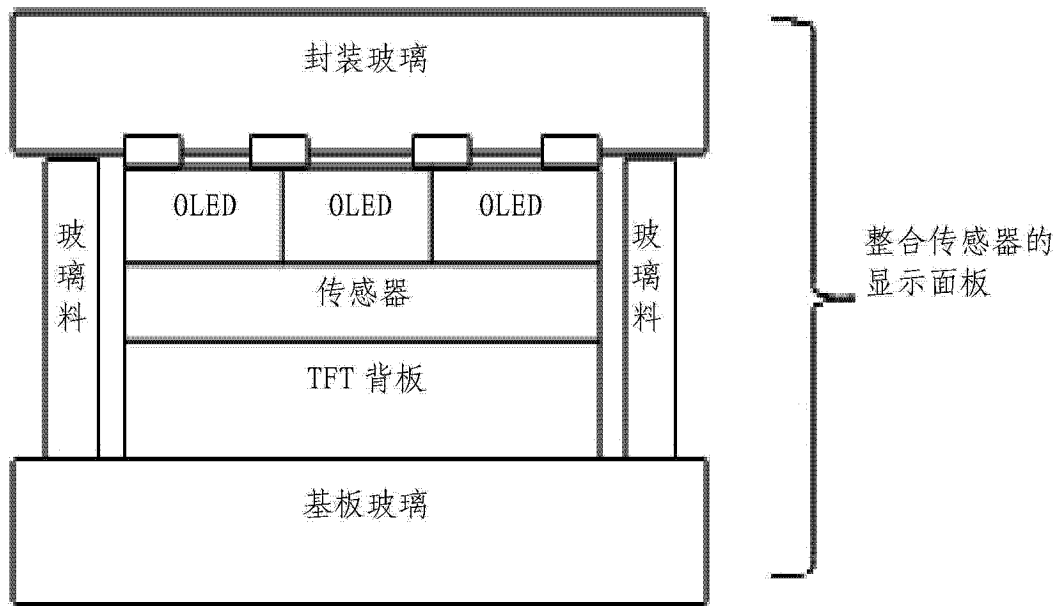 封装玻璃
OLED OLED OLED
玻璃料
玻璃料
传感器
TFT 背板
基板玻璃
整合传感器的
显示面板